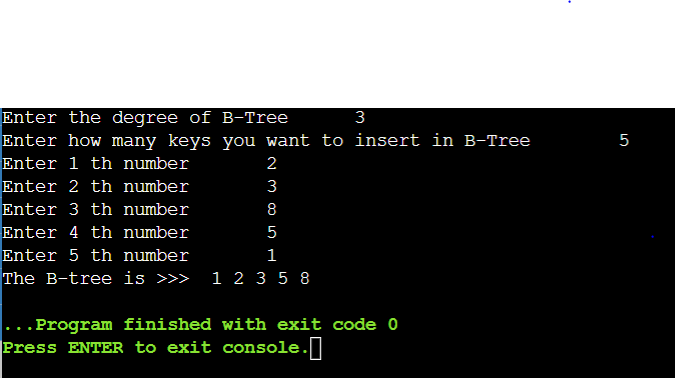 Enter the degree of B-Tree 3
Enter how many keys you want to insert in B-Tree 5
Enter 1 th number 2
Enter 2 th number 3
Enter 3 th number 8
Enter 4 th number 5
Enter 5 th number 1
The B-tree is >>> 1 2 3 5 8
...Program finished with exit code 0
Press ENTER to exit console.